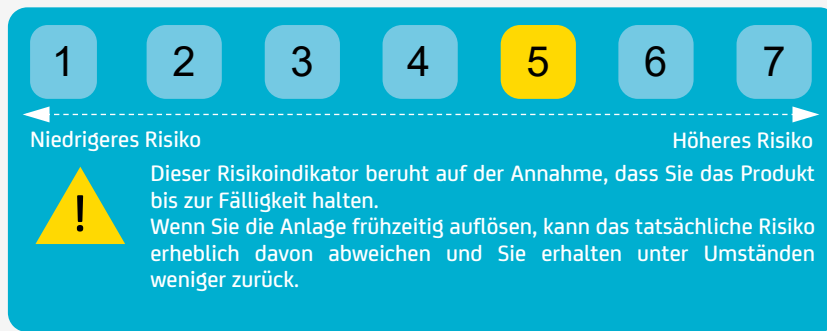 1 2 3 4 5 6 7
Niedrigeres Risiko Höheres Risiko
!
Dieser Risikoindikator beruht auf der Annahme, dass Sie das Produkt
bis zur Fälligkeit halten.
Wenn Sie die Anlage frühzeitig auflösen, kann das tatsächliche Risiko
erheblich davon abweichen und Sie erhalten unter Umständen
weniger zurück.